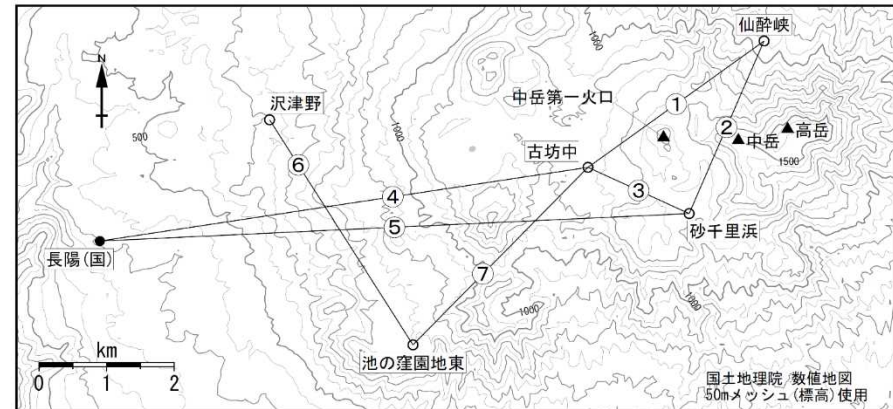 仙酔峡
1000
N
沢津野
中岳第一火口
①
②
中岳
高岳
500
1000
古坊中
1500
⑥
④
③
⑤
砂千里浜
長陽(国)
⑦
1000
km
0 1 2
池の窪園地東
国土地理院 数値地図
50mメッシュ(標高)使用